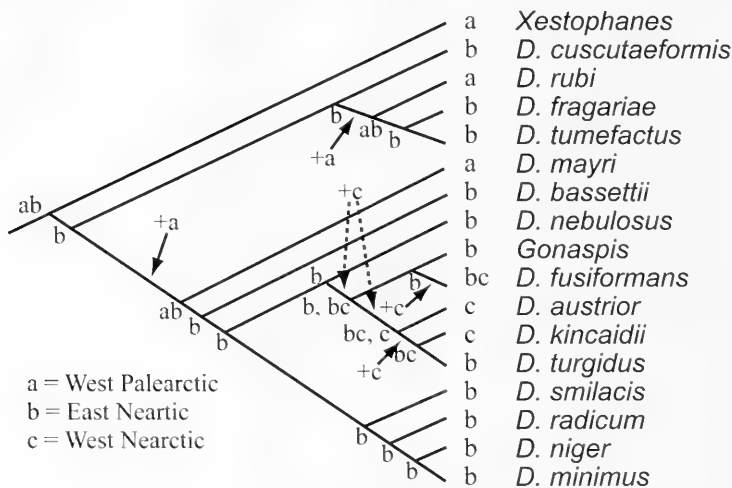 a Xestophanes
b D. cuscutaeformis
a D. rubi
b D. fragariae
b D. tumefactus
a D. mayri
b D. bassettii
b D. nebulosus
b Gonaspis
bc D. fusiformans
c D. austrior
c D. kincaidii
b D. turgidus
b D. smilacis
b D. radicum
b D. niger
b D. minimus
b
ab
b
+a
+c
ab
b
+a
b
b
b, bc
+c
ab
b
b
bc, c
bc
+c
b
b
b
a = West Palearctic
b = East Neartic
c = West Nearctic